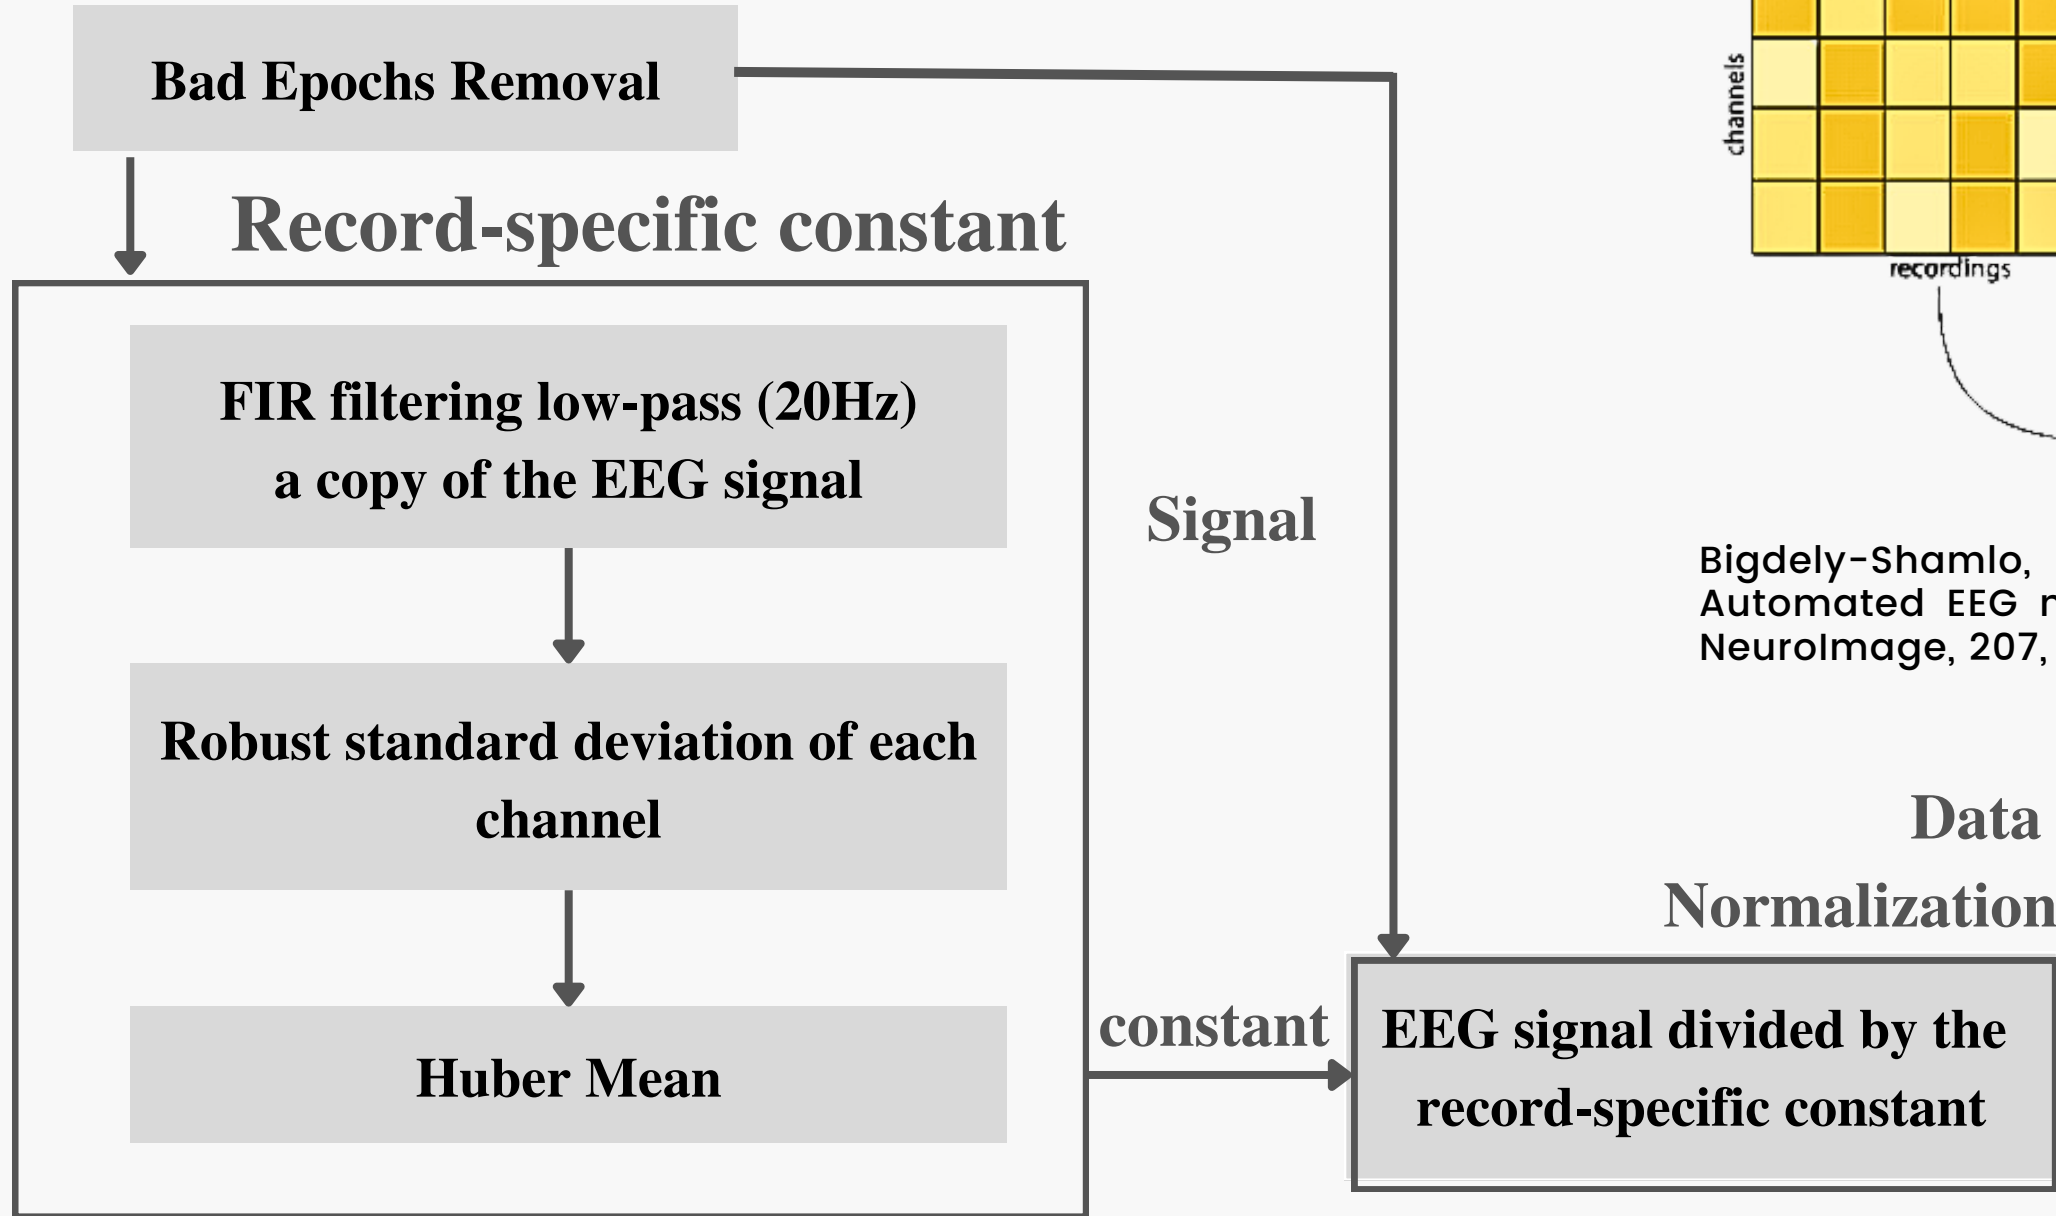 Bad Epochs Removal
Record-specific constant
FIR filtering low-pass (20Hz)
a copy of the EEG signal
Robust standard deviation of each
channel
Huber Mean
Signal
constant
channels
recordings
Bigdely-Shamlo,
Automated EEG
NeuroImage, 207,
Data
Normalization
EEG signal divided by the
record-specific constant